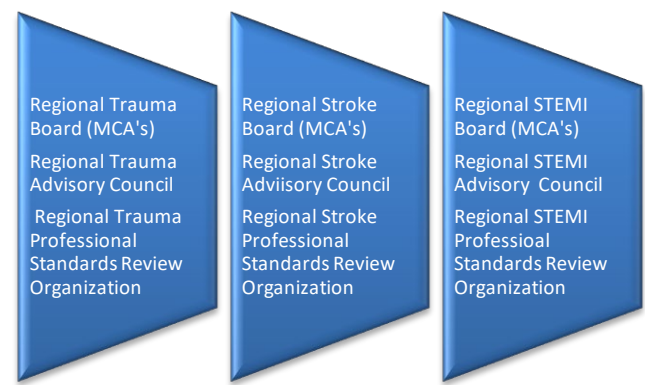 Regional Trauma
Board (MCA's)
Regional Trauma
Advisory Council
Regional Trauma
Professional
Standards Review
Organization
Regional Stroke
Board (MCA's)
Regional Stroke
Adviisory Council
Regional Stroke
Professional
Standards Review
Organization
Regional STEMI
Board (MCA's)
Regional STEMI
Advisory Council
Regional STEMI
Professioal
Standards Review
Organization